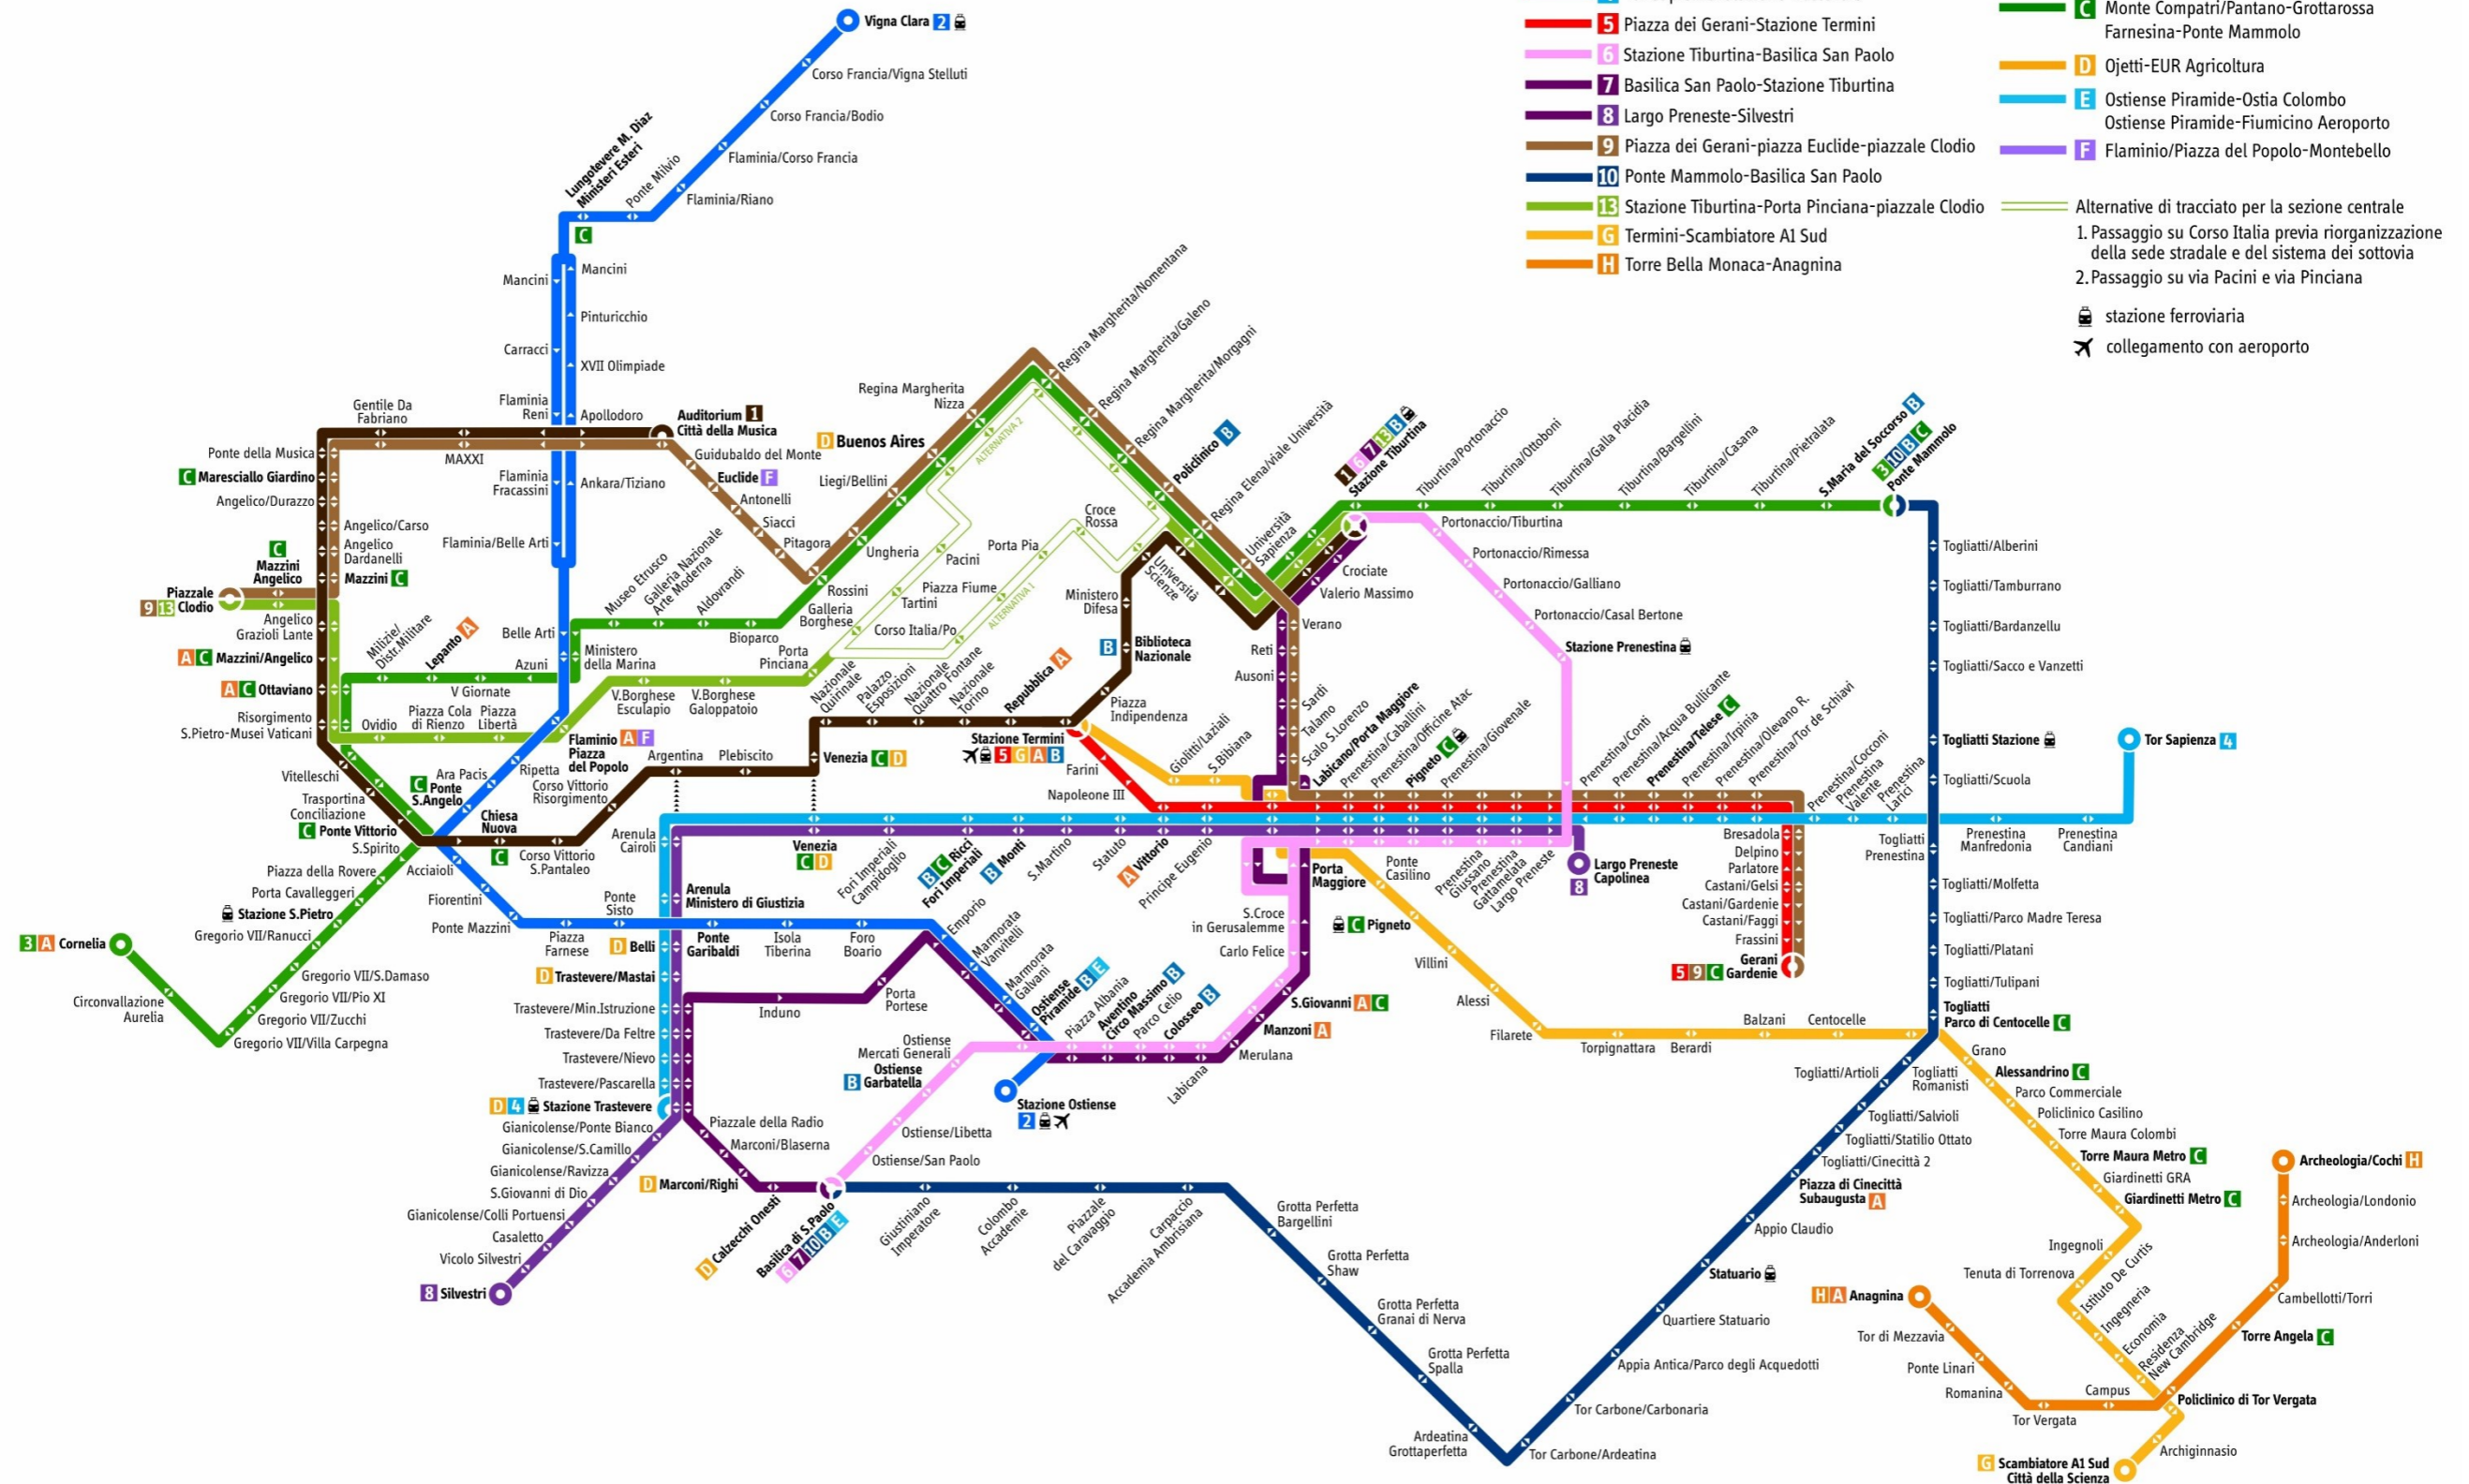 5 Piazza dei Gerani-Stazione Termini
6 Stazione Tiburtina-Basilica San Paolo
7 Basilica San Paolo-Stazione Tiburtina
8 Largo Preneste-Silvestri
9 Piazza dei Gerani-piazza Euclide-piazzale Clodio
10 Ponte Mammolo-Basilica San Paolo
13 Stazione Tiburtina-Porta Pinciana-piazzale Clodio
G Termini-Scambiatore A1 Sud
H Torre Bella Monaca-Anagnina
C Monte Compatri/Pantano-Grottarossa
Farnesina-Ponte Mammolo
D Ojetti-EUR Agricoltura
E Ostiense Piramide-Ostia Colombo
Ostiense Piramide-Fiumicino Aeroporto
F Flaminio/Piazza del Popolo-Montebello
Alternative di tracciato per la sezione centrale
1. Passaggio su Corso Italia previa riorganizzazione
della sede stradale e del sistema dei sottovia
2. Passaggio su via Pacini e via Pinciana
stazione ferroviaria
collegamento con aeroporto
Vigna Clara 2
Corso Francia/Vigna Stelluti
Corso Francia/Bodio
Flaminia/Corso Francia
Flaminia/Riano
Ponte Milvio
Lungotevere M. Diaz
Ministeri Esteri
C
Mancini
Mancini
Pinturicchio
Carracci
XVII Olimpiade
Flaminia
Reni
Apollodoro
Flaminia
Fracassini
Ankara/Tiziano
Flaminia/Belle Arti
Belle Arti
Azuni
Ministero
della Marina
Gentile Da
Fabriano
MAXXI
Auditorium 1
Città della Musica
Guidubaldo del Monte
Euclide F
Antonelli
Siacci
Pitagora
Ponte della Musica
C Maresciallo Giardino
Angelico/Durazzo
Angelico/Carso
Angelico
Dardanelli
C
Mazzini
Angelico
Mazzini C
Piazzale
9 13 Clodio
Angelico
Grazioli Lante
A C Mazzini/Angelico
A C Ottaviano
Risorgimento
S.Pietro-Musei Vaticani
Milizie/
Distr.Militare
Lepanto A
V Giornate
Ovidio
Piazza Cola
di Rienzo
Piazza
Libertà
Museo Etrusco
Galleria Nazionale
Arte Moderna
Aldovrandi
Bioparco
Galleria
Borghese
Rossini
Ungheria
Liegi/Bellini
D Buenos Aires
Regina Margherita
Nizza
Regina Margherita/Nomentana
Regina Margherita/Galeno
Regina Margherita/Morgagni
Policlinico B
Regina Elena/viale Università
Università
Sapienza
ALTERNATIVA 2
ALTERNATIVA 1
Pacini
Tartini
Porta Pia
Piazza Fiume
Corso Italia/Po
Croce
Rossa
Porta
Pinciana
V.Borghese
Esculapio
V.Borghese
Galoppatoio
Flaminio A F
Piazza
del Popolo
Nazionale
Quirinale
Palazzo
Esposizioni
Nazionale
Quattro Fontane
Nazionale
Torino
Repubblica A
Piazza
Indipendenza
Ministero
Difesa
B Biblioteca
Nazionale
Università
Scienze
1 6 7 13 B
Stazione Tiburtina
Crociate
Valerio Massimo
Verano
Reti
Ausoni
Sardi
Talamo
Scalo S.Lorenzo
Tiburtina/Portonaccio
Tiburtina/Ottoboni
Tiburtina/Galla Placidia
Tiburtina/Bargellini
Tiburtina/Casana
Tiburtina/Pietralata
S.Maria del Soccorso B
3 10 B C
Ponte Mammolo
Portonaccio/Tiburtina
Portonaccio/Rimessa
Portonaccio/Galliano
Portonaccio/Casal Bertone
Stazione Prenestina
Togliatti/Alberini
Togliatti/Tamburrano
Togliatti/Bardanzellu
Togliatti/Sacco e Vanzetti
Togliatti Stazione
Togliatti/Scuola
Tor Sapienza 4
Stazione Termini
5 G A B
Farini
Napoleone III
Giolitti/Laziali
S.Bibiana
Labicano/Porta Maggiore
Prenestina/Caballini
Prenestina/Officine Atac
Pigneto C
Prenestina/Giovenale
Prenestina/Conti
Prenestina/Acqua Bullicante
Prenestina/Telese C
Prenestina/Irpinia
Prenestina/Olevano R.
Prenestina/Tor de Schiavi
Prenestina/Cocconi
Prenestina
Valente
Prenestina
Larici
Prenestina
Manfredonia
Prenestina
Candiani
Vitelleschi
Trasportina
Conciliazione
C Ponte Vittorio
S.Spirito
Piazza della Rovere
Porta Cavalleggeri
Stazione S.Pietro
Gregorio VII/Ranucci
3 A Cornelia
Circonvallazione
Aurelia
Gregorio VII/S.Damaso
Gregorio VII/Pio XI
Gregorio VII/Zucchi
Gregorio VII/Villa Carpegna
Ara Pacis
C Ponte
S.Angelo
Ripetta
Corso Vittorio
Risorgimento
Argentina
Plebiscito
Venezia C D
Chiesa
Nuova
C
Corso Vittorio
S.Pantaleo
Acciaioli
Fiorentini
Ponte Mazzini
Piazza
Farnese
Ponte
Sisto
Arenula
Cairoli
Arenula
Ministero di Giustizia
D Belli
Ponte
Garibaldi
Isola
Tiberina
Foro
Boario
Venezia
C D
Fori Imperiali
Campidoglio
B C Ricci
Fori Imperiali
B Monti
S.Martino
Statuto
A Vittorio
Principe Eugenio
Porta
Maggiore
Ponte
Casilino
Prenestina
Giussano
Prenestina
Gattamelata
Largo Preneste
Largo Preneste
Capolinea
8
Bresadola
Delpino
Parlatore
Castani/Gelsi
Castani/Gardenie
Castani/Faggi
Frassini
Gerani
5 9 C Gardenie
Togliatti
Prenestina
Togliatti/Molfetta
Togliatti/Parco Madre Teresa
Togliatti/Platani
Togliatti/Tulipani
Togliatti
Parco di Centocelle C
D Trastevere/Mastai
Trastevere/Min.Istruzione
Trastevere/Da Feltre
Trastevere/Nievo
Trastevere/Pascarella
D 4 Stazione Trastevere
Gianicolense/Ponte Bianco
Gianicolense/S.Camillo
Gianicolense/Ravizza
S.Giovanni di Dio
Gianicolense/Colli Portuensi
Casaletto
Vicolo Silvestri
8 Silvestri
Induno
Porta
Portese
Emporio
Marmorata
Vanvitelli
Marmorata
Galvani
Ostiense
Piramide B E
Piazza Albania
Aventino
Circo Massimo B
Parco Celio
Colosseo B
Labicana
Merulana
Manzoni A
S.Giovanni A C
S.Croce
in Gerusalemme
Carlo Felice
C Pigneto
Villini
Alessi
Filarete
Torpignattara
Berardi
Balzani
Centocelle
Ostiense
Mercati Generali
Ostiense
B Garbatella
Stazione Ostiense
2
Ostiense/Libetta
Ostiense/San Paolo
Piazzale della Radio
Marconi/Blaserna
D Marconi/Righi
D Calzecchi Onesti
Basilica di S.Paolo
6 7 10 B E
Giustiniano
Imperatore
Colombo
Accademie
Piazzale
del Caravaggio
Carpaccio
Accademia Ambrisiana
Grotta Perfetta
Bargellini
Grotta Perfetta
Shaw
Grotta Perfetta
Granai di Nerva
Grotta Perfetta
Spalla
Ardeatina
Grottaperfetta
Tor Carbone/Ardeatina
Tor Carbone/Carbonaria
Appia Antica/Parco degli Acquedotti
Quartiere Statuario
Statuario
Appio Claudio
Piazza di Cinecittà
Subaugusta A
Togliatti/Cinecittà 2
Togliatti/Statilio Ottato
Togliatti/Salvioli
Togliatti/Artioli
Togliatti
Romanisti
Grano
Alessandrino C
Parco Commerciale
Policlinico Casilino
Torre Maura Colombi
Torre Maura Metro C
Giardinetti GRA
Giardinetti Metro C
Ingegnoli
Tenuta di Torrenova
Istituto De Curtis
Ingegneria
Economia
Residenza
New Cambridge
Archeologia/Cochi H
Archeologia/Londonio
Archeologia/Anderloni
Cambellotti/Torri
Torre Angela C
Policlinico di Tor Vergata
H A Anagnina
Tor di Mezzavia
Ponte Linari
Romanina
Tor Vergata
Campus
Archiginnasio
G Scambiatore A1 Sud
Città della Scienza